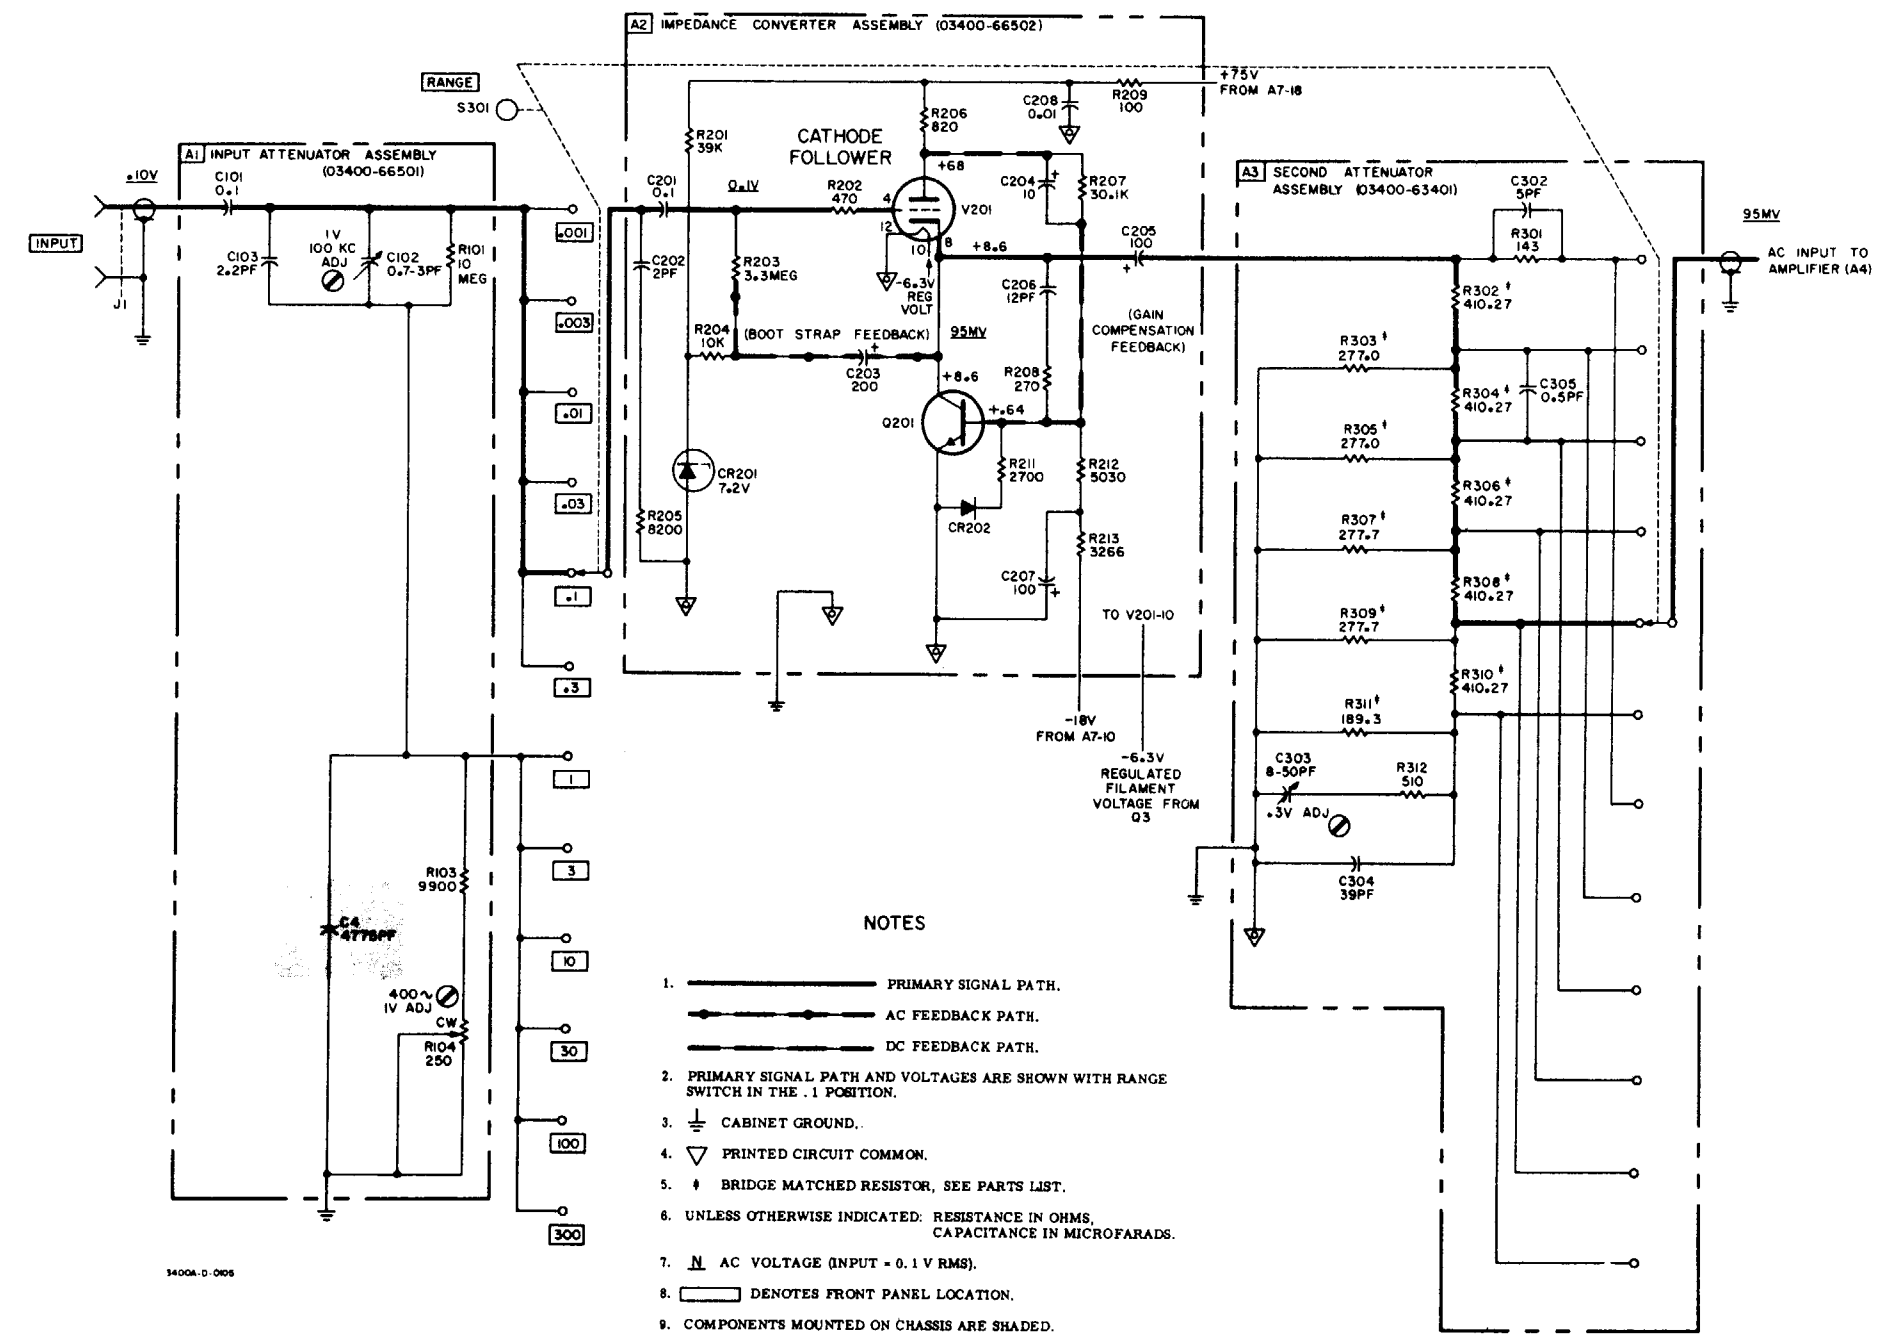 A2 IMPEDANCE CONVERTER ASSEMBLY (03400-66502)
RANGE
S301
+75V
FROM A7-18
C208
0.01
R209
100
R206
820
R201
39K
CATHODE
FOLLOWER
+68
A1 INPUT ATTENUATOR ASSEMBLY
(03400-66501)
.10V
C101
0.1
C201
0.1
0.1V
R202
470
4
V201
12
10
8
C204
10
+
R207
30.1K
C205
100
+
+8.6
A3 SECOND ATTENUATOR
ASSEMBLY (03400-63401)
C302
5PF
R301
143
95MV
AC INPUT TO
AMPLIFIER (A4)
INPUT
J1
C103
2.2PF
1V
100 KC
ADJ
C102
0.7-3PF
R101
10
MEG
.001
.003
.01
.03
.1
.3
1
3
10
30
100
300
C202
2PF
R203
3.3MEG
-6.3V
REG
VOLT
C206
12PF
(GAIN
COMPENSATION
FEEDBACK)
R204
10K
(BOOT STRAP FEEDBACK)
95MV
+
C203
200
+8.6
R208
270
+.64
Q201
CR201
7.2V
R211
2700
R212
5030
CR202
R205
8200
R213
3266
C207
100
+
TO V201-10
-18V
FROM A7-10
-6.3V
REGULATED
FILAMENT
VOLTAGE FROM
Q3
R302 ǂ
410.27
R303 ǂ
277.0
R304 ǂ
410.27
C305
0.5PF
R305 ǂ
277.0
R306 ǂ
410.27
R307 ǂ
277.7
R308 ǂ
410.27
R309 ǂ
277.7
R310 ǂ
410.27
R311 ǂ
189.3
C303
8-50PF
R312
510
.3V ADJ
C304
39PF
R103
9900
C4
4775PF
400~
1V ADJ
CW
R104
250
NOTES
1. PRIMARY SIGNAL PATH.
AC FEEDBACK PATH.
DC FEEDBACK PATH.
2. PRIMARY SIGNAL PATH AND VOLTAGES ARE SHOWN WITH RANGE
SWITCH IN THE .1 POSITION.
3. CABINET GROUND.
4. PRINTED CIRCUIT COMMON.
5. ǂ BRIDGE MATCHED RESISTOR, SEE PARTS LIST.
6. UNLESS OTHERWISE INDICATED: RESISTANCE IN OHMS,
CAPACITANCE IN MICROFARADS.
7. N AC VOLTAGE (INPUT = 0.1 V RMS).
8. DENOTES FRONT PANEL LOCATION.
9. COMPONENTS MOUNTED ON CHASSIS ARE SHADED.
3400A-D-0105